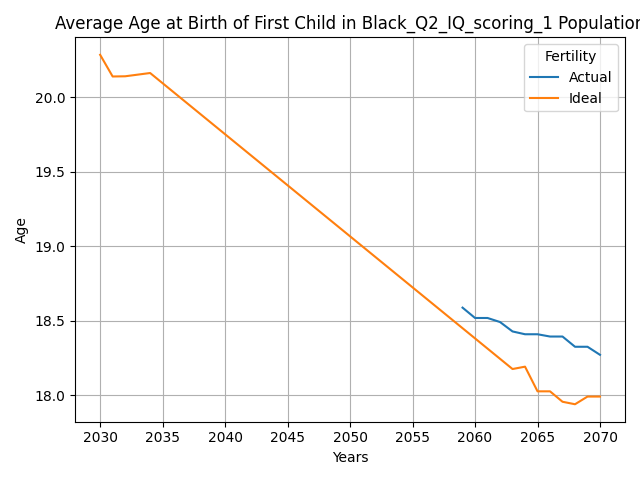 Average Age at Birth of First Child in Black_Q2_IQ_scoring_1 Population
Fertility
Actual
Ideal
20.0
19.5
19.0
18.5
18.0
Age
2030 2035 2040 2045 2050 2055 2060 2065 2070
Years